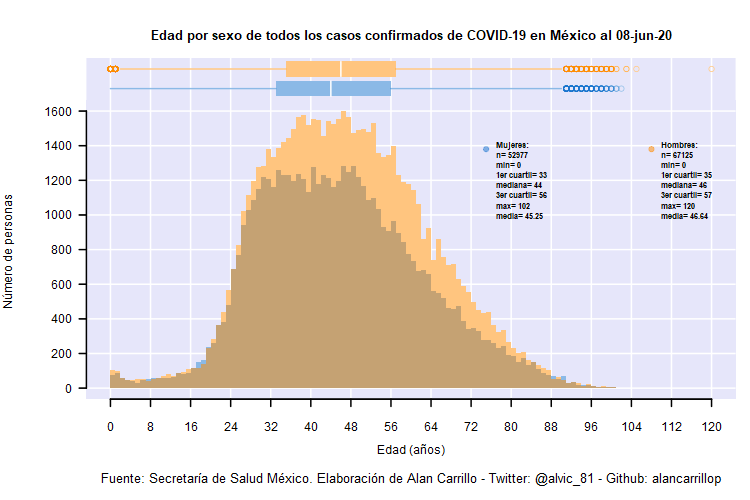 Edad por sexo de todos los casos confirmados de COVID-19 en México al 08-jun-20
1600
1400
1200
1000
800
600
400
200
0
Número de personas
Mujeres:
n= 52977
min= 0
1er cuartil= 33
mediana= 44
3er cuartil= 56
max= 102
media= 45.25
Hombres:
n= 67125
min= 0
1er cuartil= 35
mediana= 46
3er cuartil= 57
max= 120
media= 46.64
0 8 16 24 32 40 48 56 64 72 80 88 96 104 112 120
Edad (años)
Fuente: Secretaría de Salud México. Elaboración de Alan Carrillo - Twitter: @alvic_81 - Github: alancarrillop